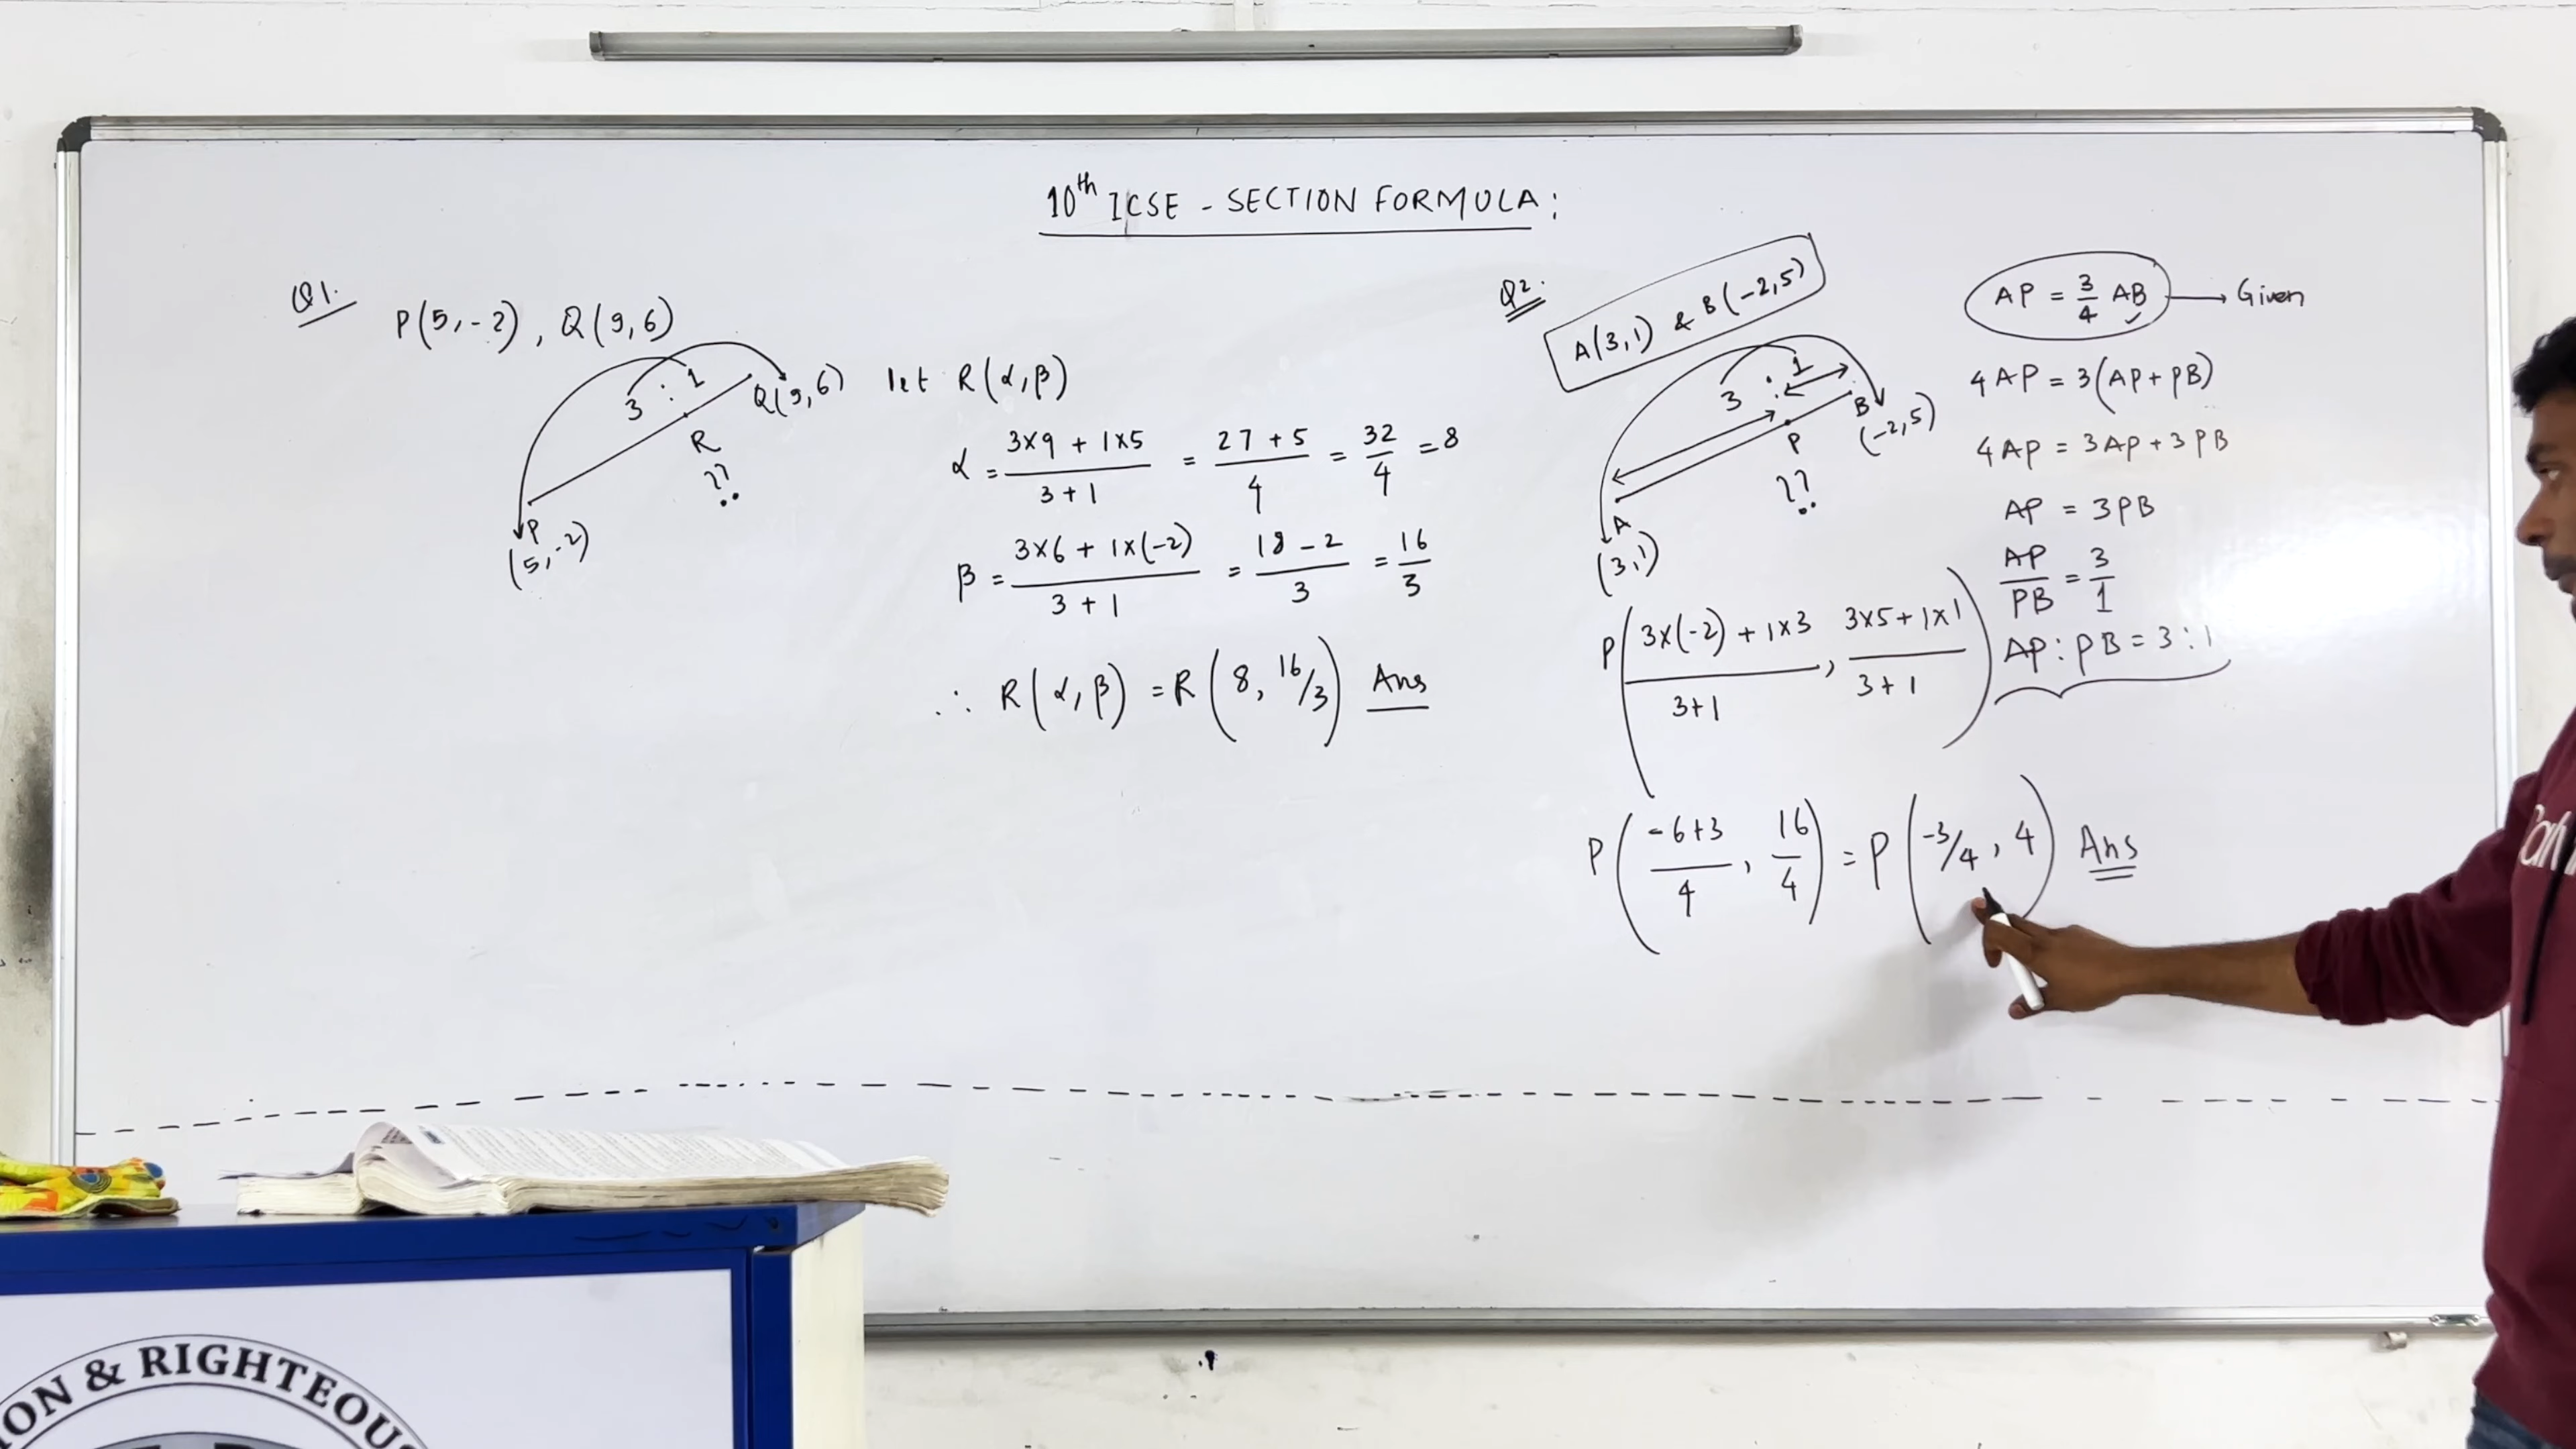 10th ICSE - SECTION FORMULA :
Q1.
P(5, -2), Q(9, 6)
3 : 1
Q(9, 6)
R
??
P
(5, -2)
let R(α, β)
α = 3×9 + 1×5 / 3 + 1 = 27 + 5 / 4 = 32 / 4 = 8
β = 3×6 + 1×(-2) / 3 + 1 = 18 - 2 / 3 = 16 / 3
∴ R(α, β) = R(8, 16/3) Ans
Q2.
A(3, 1) & B(-2, 5)
3 : 1
B
(-2, 5)
P
??
A
(3, 1)
AP = 3/4 AB → Given
4AP = 3(AP + PB)
4AP = 3AP + 3PB
AP = 3PB
AP / PB = 3 / 1
AP : PB = 3 : 1
P(3×(-2) + 1×3 / 3+1, 3×5 + 1×1 / 3+1)
P(-6+3 / 4, 16 / 4) = P(-3/4, 4) Ans
ON & RIGHTEOUS